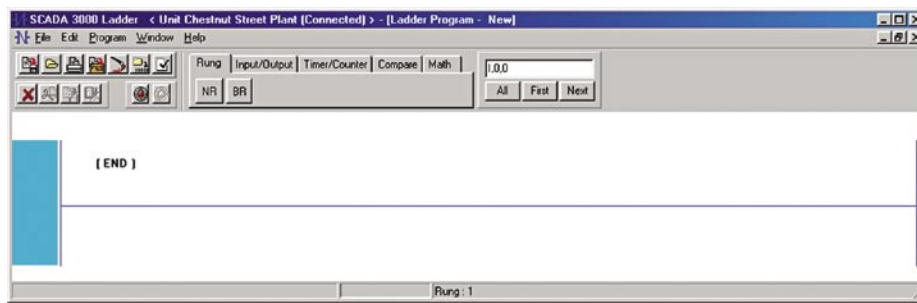 SCADA 3000 Ladder < Unit Chestnut Street Plant (Connected) > - [Ladder Program - New]
File Edit Program Window Help
Rung Input/Output Timer/Counter Compare Math
I,0,0
NR BR
All First Next
[ END ]
Rung : 1